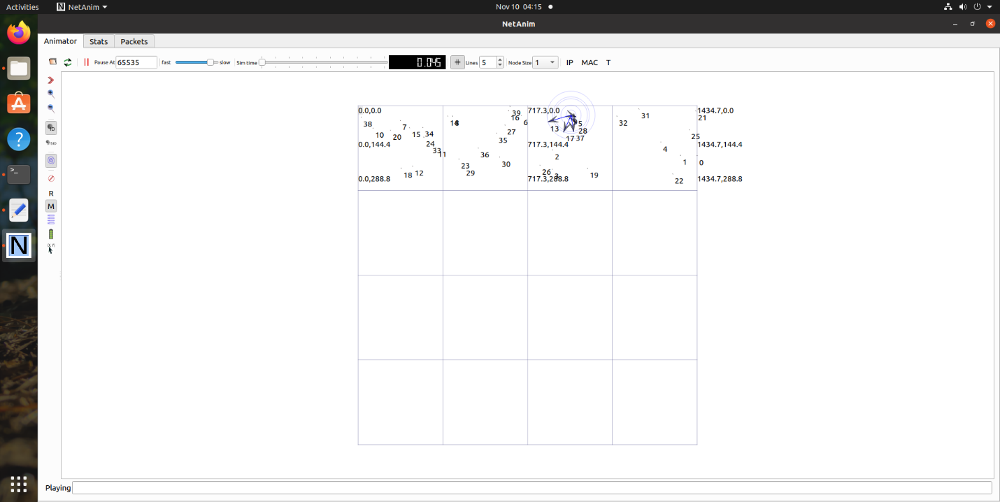 Activities NetAnim Nov 10 04:15
NetAnim
Animator Stats Packets
Pause At 65535 fast slow Sim time 0.045 # Lines 5 Node Size 1 IP MAC T
0.0,0.0 39 717.3,0.0 31 1434.7,0.0
38 7 14 16 6 13 5 32 21
10 20 15 34 27 28 25
0.0,144.4 24 35 717.3,144.4 17 37 4 1434.7,144.4
33 11 36 2 1 0
23 30
18 12 29 26 3 19
0.0,288.8 717.3,288.8 22 1434.7,288.8
ID
SYSID
R
M
N
Playing